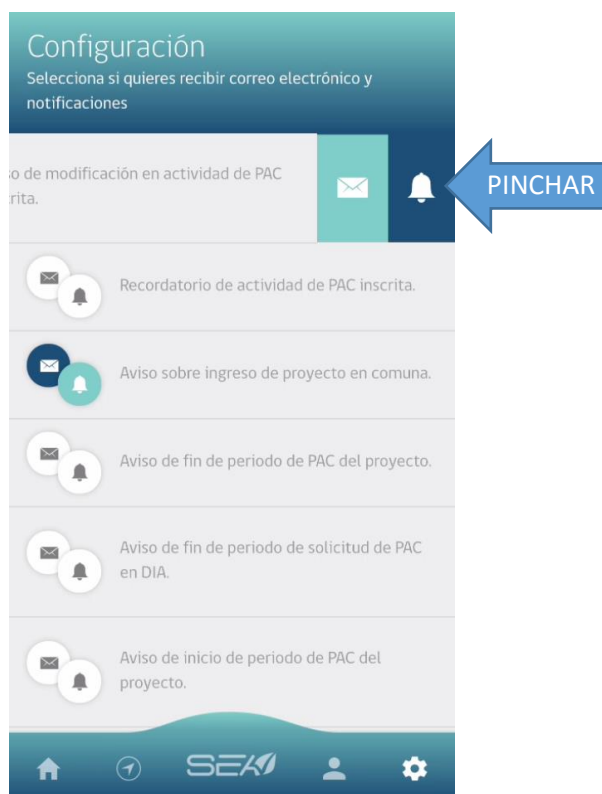 Configuración
Selecciona si quieres recibir correo electrónico y
notificaciones
o de modificación en actividad de PAC
rita.
PINCHAR
Recordatorio de actividad de PAC inscrita.
Aviso sobre ingreso de proyecto en comuna.
Aviso de fin de periodo de PAC del proyecto.
Aviso de fin de periodo de solicitud de PAC
en DIA.
Aviso de inicio de periodo de PAC del
proyecto.
SEA